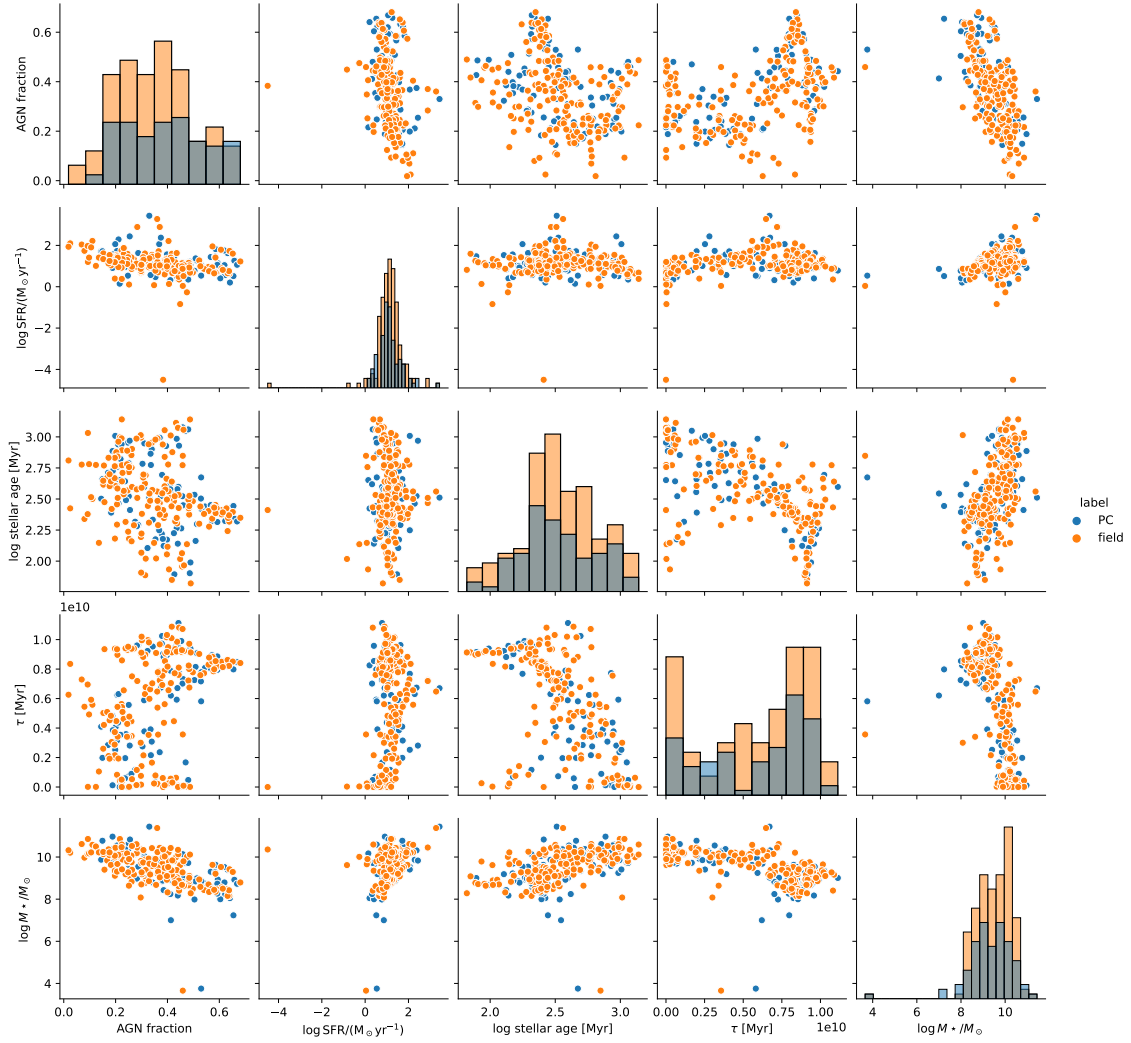 0.6
0.4
0.2
0.0
AGN fraction
2
0
−2
−4
log SFR/(M⊙ yr⁻¹)
label
PC
field
3.00
2.75
2.50
2.25
2.00
log stellar age [Myr]
1e10
1.0
0.8
0.6
0.4
0.2
0.0
τ [Myr]
10
8
6
4
log M⋆/M⊙
0.0 0.2 0.4 0.6
AGN fraction
−4 −2 0 2
log SFR/(M⊙ yr⁻¹)
2.0 2.5 3.0
log stellar age [Myr]
0.00 0.25 0.50 0.75 1.00
1e10
τ [Myr]
4 6 8 10
log M⋆/M⊙